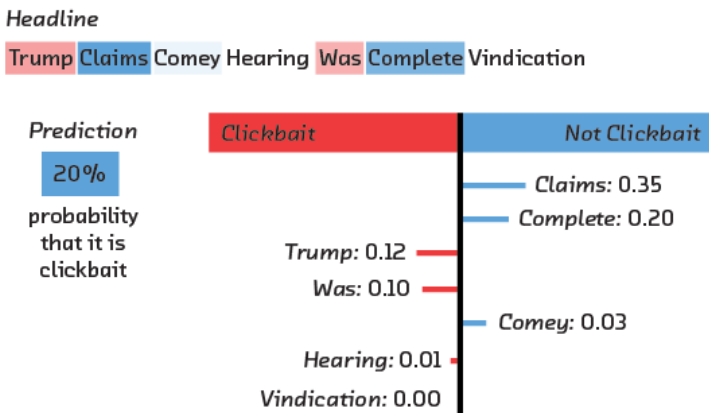 Headline
Trump Claims Comey Hearing Was Complete Vindication
Prediction
20%
probability
that it is
clickbait
Clickbait
Not Clickbait
Claims: 0.35
Complete: 0.20
Trump: 0.12
Was: 0.10
Comey: 0.03
Hearing: 0.01
Vindication: 0.00